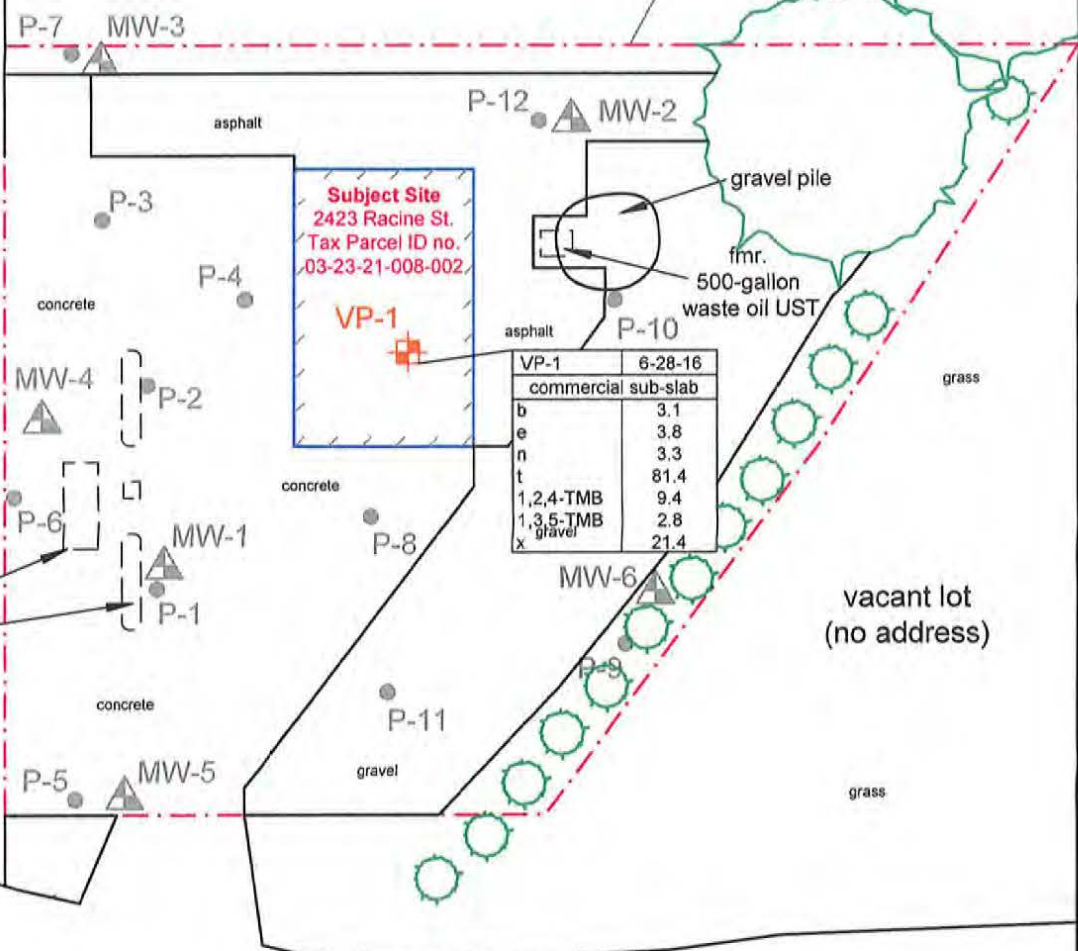 P-7 MW-3
P-12 MW-2
asphalt
gravel pile
Subject Site
2423 Racine St.
Tax Parcel ID no.
03-23-21-008-002
P-3
fmr.
500-gallon
waste oil UST
P-4
concrete
VP-1
asphalt
P-10
VP-1 6-28-16
commercial sub-slab
b 3.1
e 3.8
n 3.3
t 81.4
1,2,4-TMB 9.4
1,3,5-TMB 2.8
gravel
x 21.4
grass
MW-4
P-2
concrete
P-6
P-8
MW-1
P-1
MW-6
vacant lot
(no address)
P-9
concrete
P-11
gravel
P-5 MW-5
grass